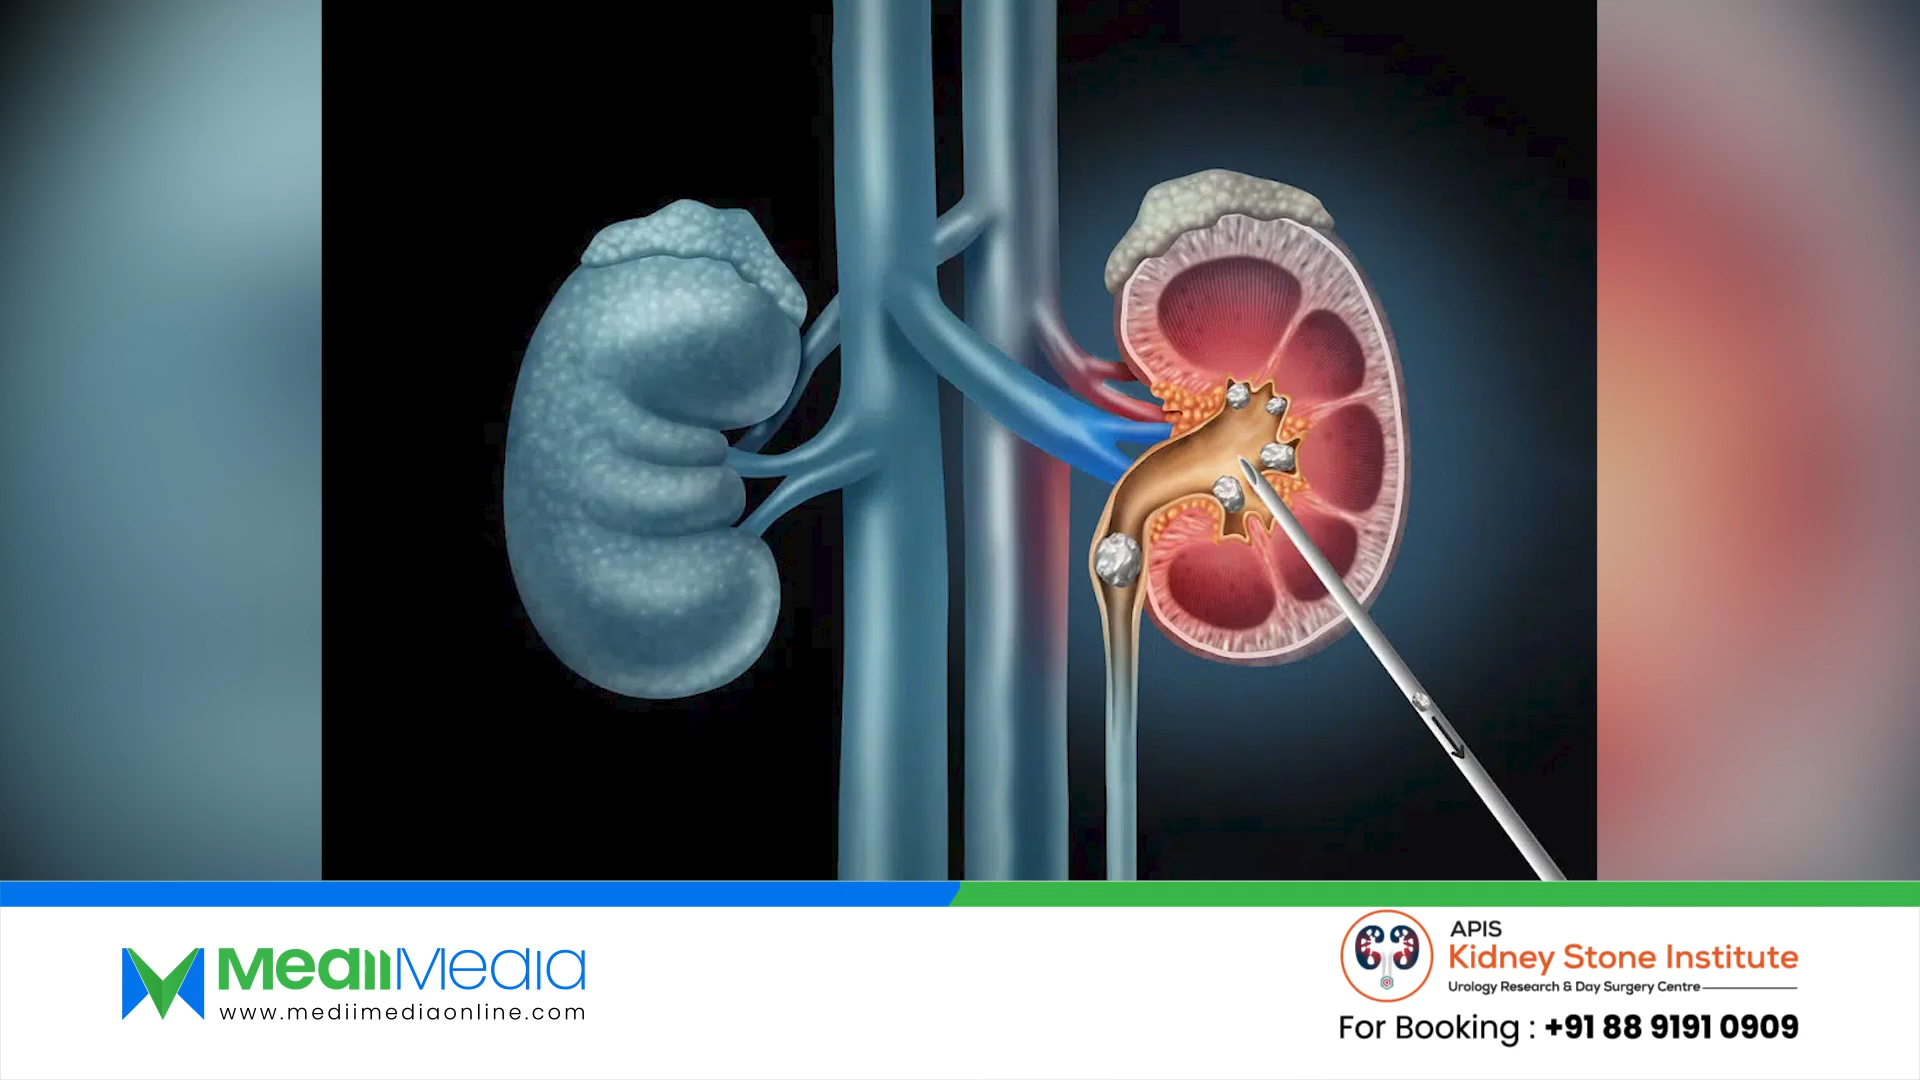 MediiMedia
www.mediimediaonline.com
APIS
Kidney Stone Institute
Urology Research & Day Surgery Centre
For Booking : +91 88 9191 0909